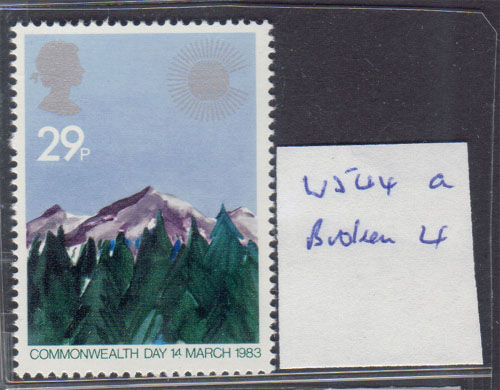 29P
COMMONWEALTH DAY 14 MARCH 1983
W544 a
Broken 4